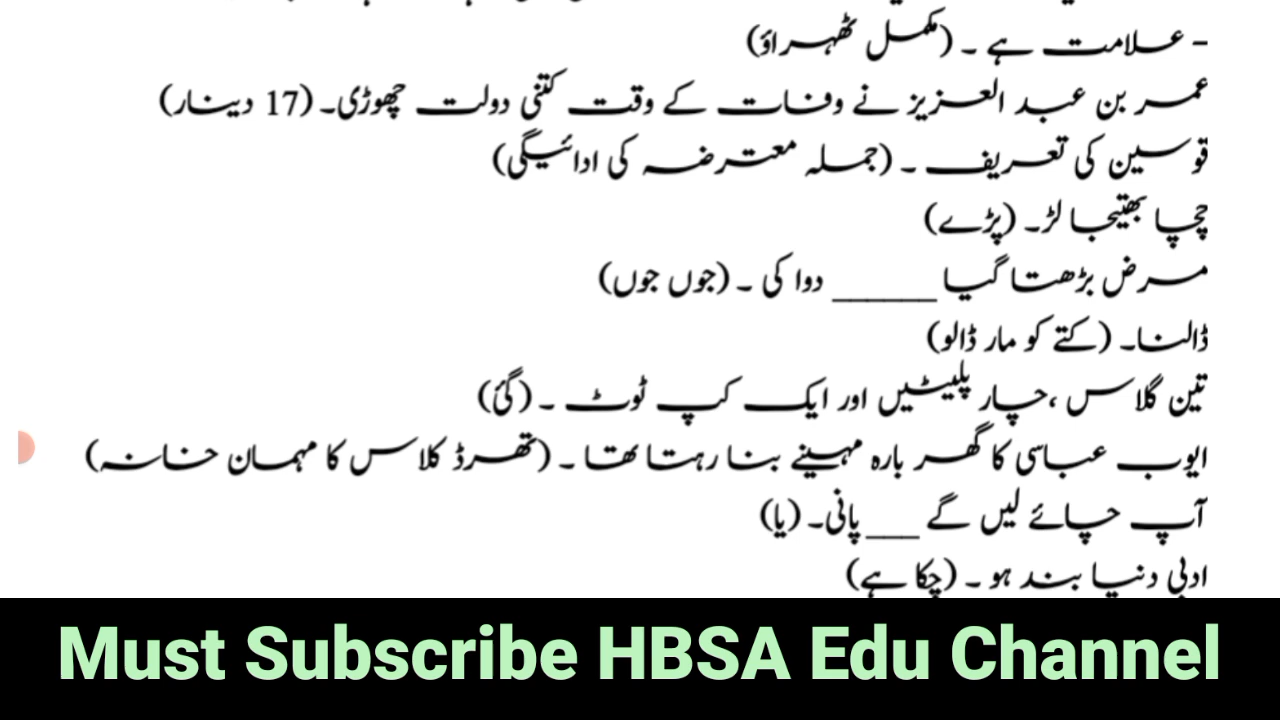 - علامت ہے ۔ (مکمل ٹھہراؤ)
عمر بن عبد العزیز نے وفات کے وقت کتنی دولت چھوڑی۔ (17 دینار)
قوسین کی تعریف ۔ (جملہ معترضہ کی ادائیگی)
چچا بھتیجا لڑ۔ (پڑے)
مرض بڑھتا گیا ______ دوا کی ۔ (جوں جوں)
ڈالنا۔ (کتے کو مار ڈالو)
تین گلاس ،چار پلیٹیں اور ایک کپ ٹوٹ ۔ (گئ)
ایوب عباسی کا گھر بارہ مہینے بنا رہتا تھا ۔ (تھرڈ کلاس کا مہمان خانہ)
آپ چائے لیں گے ___ پانی۔ (یا)
ادبی دنیا بند ہو ۔ (چکا ہے)
Must Subscribe HBSA Edu Channel